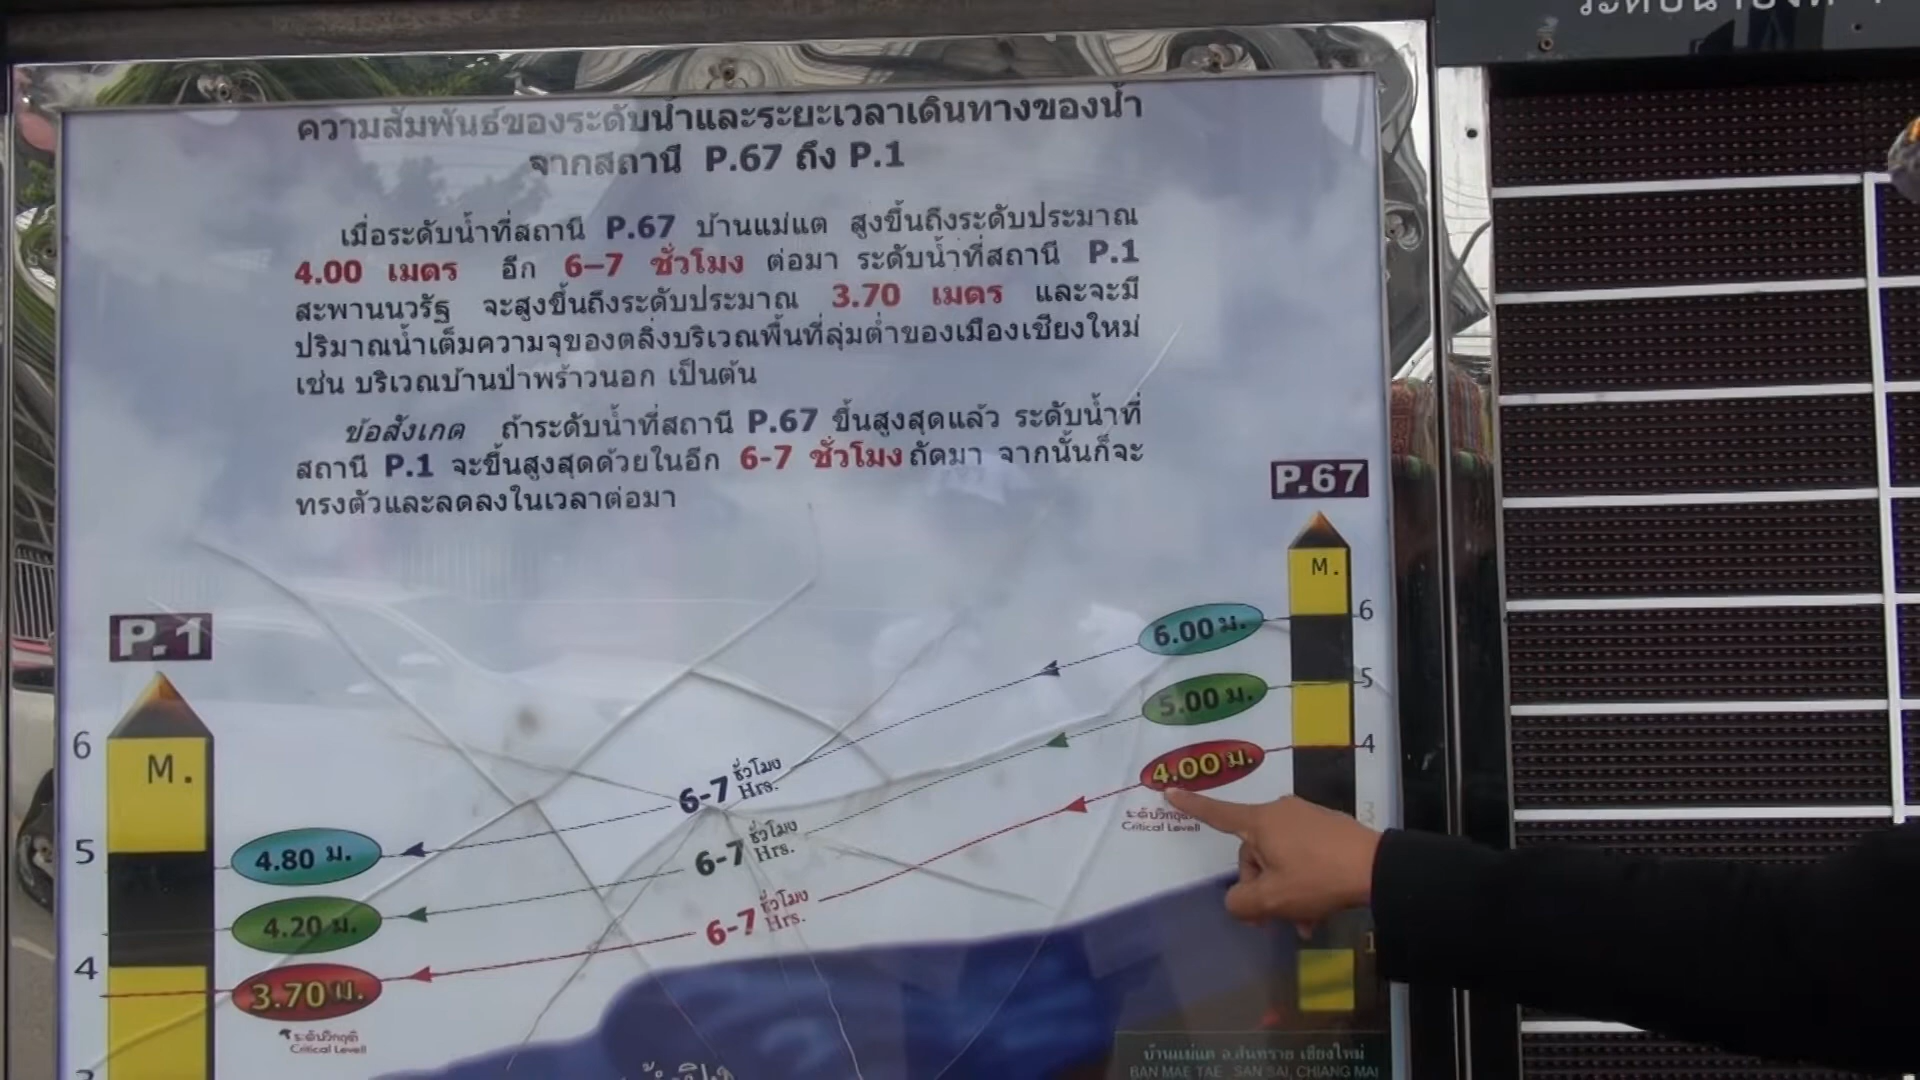 ความสัมพันธ์ของระดับน้ำและระยะเวลาเดินทางของน้ำ
จากสถานี P.67 ถึง P.1
เมื่อระดับน้ำที่สถานี P.67 บ้านแม่แต สูงขึ้นถึงระดับประมาณ
4.00 เมตร อีก 6–7 ชั่วโมง ต่อมา ระดับน้ำที่สถานี P.1
สะพานนวรัฐ จะสูงขึ้นถึงระดับประมาณ 3.70 เมตร และจะมี
ปริมาณน้ำเต็มความจุของตลิ่งบริเวณพื้นที่ลุ่มต่ำของเมืองเชียงใหม่
เช่น บริเวณบ้านป่าพร้าวนอก เป็นต้น
ข้อสังเกต ถ้าระดับน้ำที่สถานี P.67 ขึ้นสูงสุดแล้ว ระดับน้ำที่
สถานี P.1 จะขึ้นสูงสุดด้วยในอีก 6-7 ชั่วโมง ถัดมา จากนั้นก็จะ
ทรงตัวและลดลงในเวลาต่อมา
P.67
M.
6
6.00 ม.
5
5.00 ม.
4
4.00 ม.
Critical Level
1
P.1
M.
6
5
4
6-7 ชั่วโมง Hrs.
6-7 ชั่วโมง Hrs.
6-7 ชั่วโมง Hrs.
4.80 ม.
4.20 ม.
3.70 ม.
ระดับวิกฤติ
Critical Level
บ้านแม่แต อ.สันทราย เชียงใหม่
BAN MAE TAE SAN SAI, CHIANG MAI